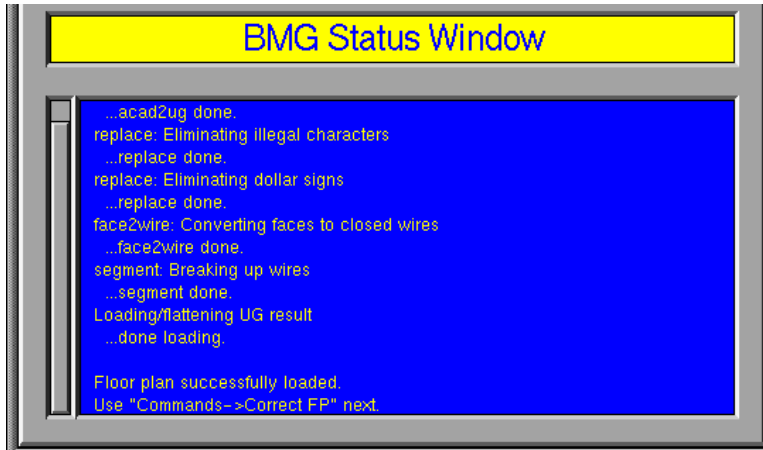 BMG Status Window
...acad2ug done.
replace: Eliminating illegal characters
...replace done.
replace: Eliminating dollar signs
...replace done.
face2wire: Converting faces to closed wires
...face2wire done.
segment: Breaking up wires
...segment done.
Loading/flattening UG result
...done loading.
Floor plan successfully loaded.
Use "Commands->Correct FP" next.